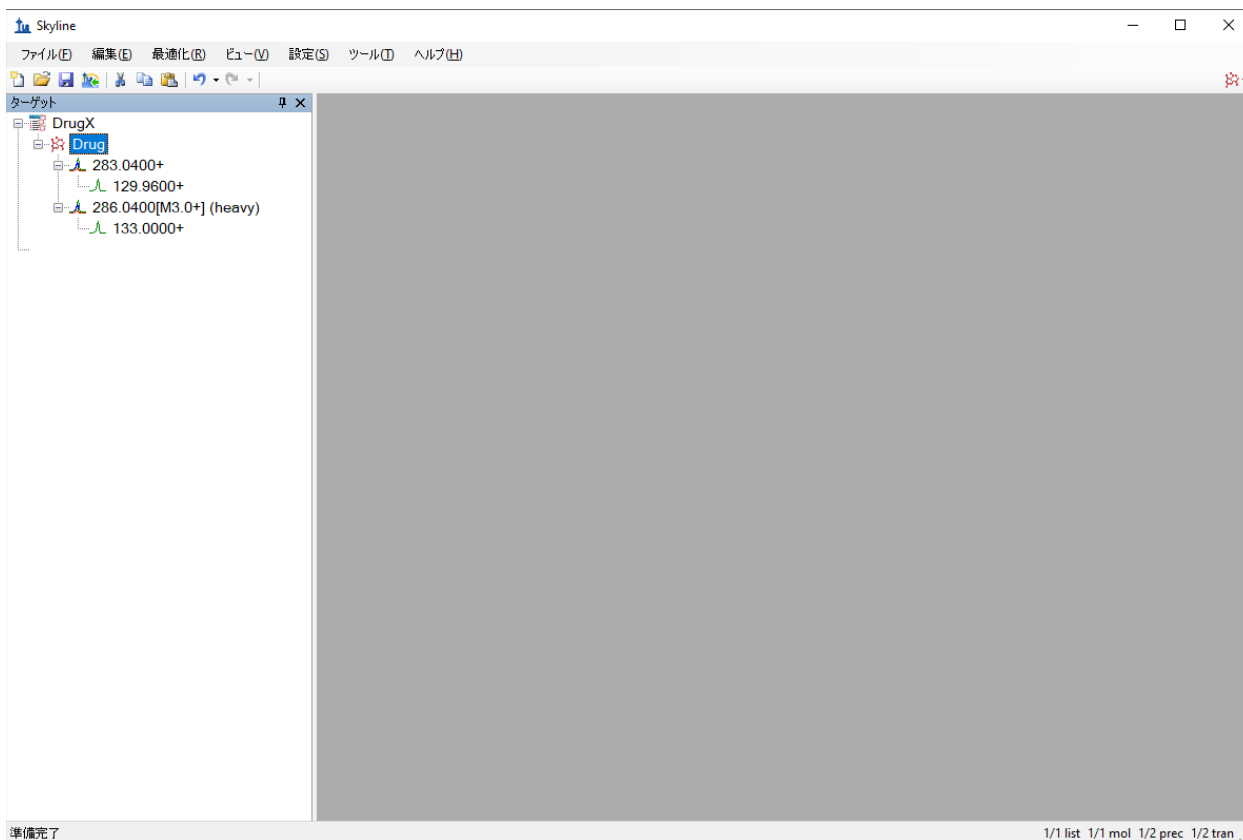 Skyline
ファイル(F) 編集(E) 最適化(R) ビュー(V) 設定(S) ツール(T) ヘルプ(H)
ターゲット
DrugX
Drug
283.0400+
129.9600+
286.0400[M3.0+] (heavy)
133.0000+
準備完了 1/1 list 1/1 mol 1/2 prec 1/2 tran